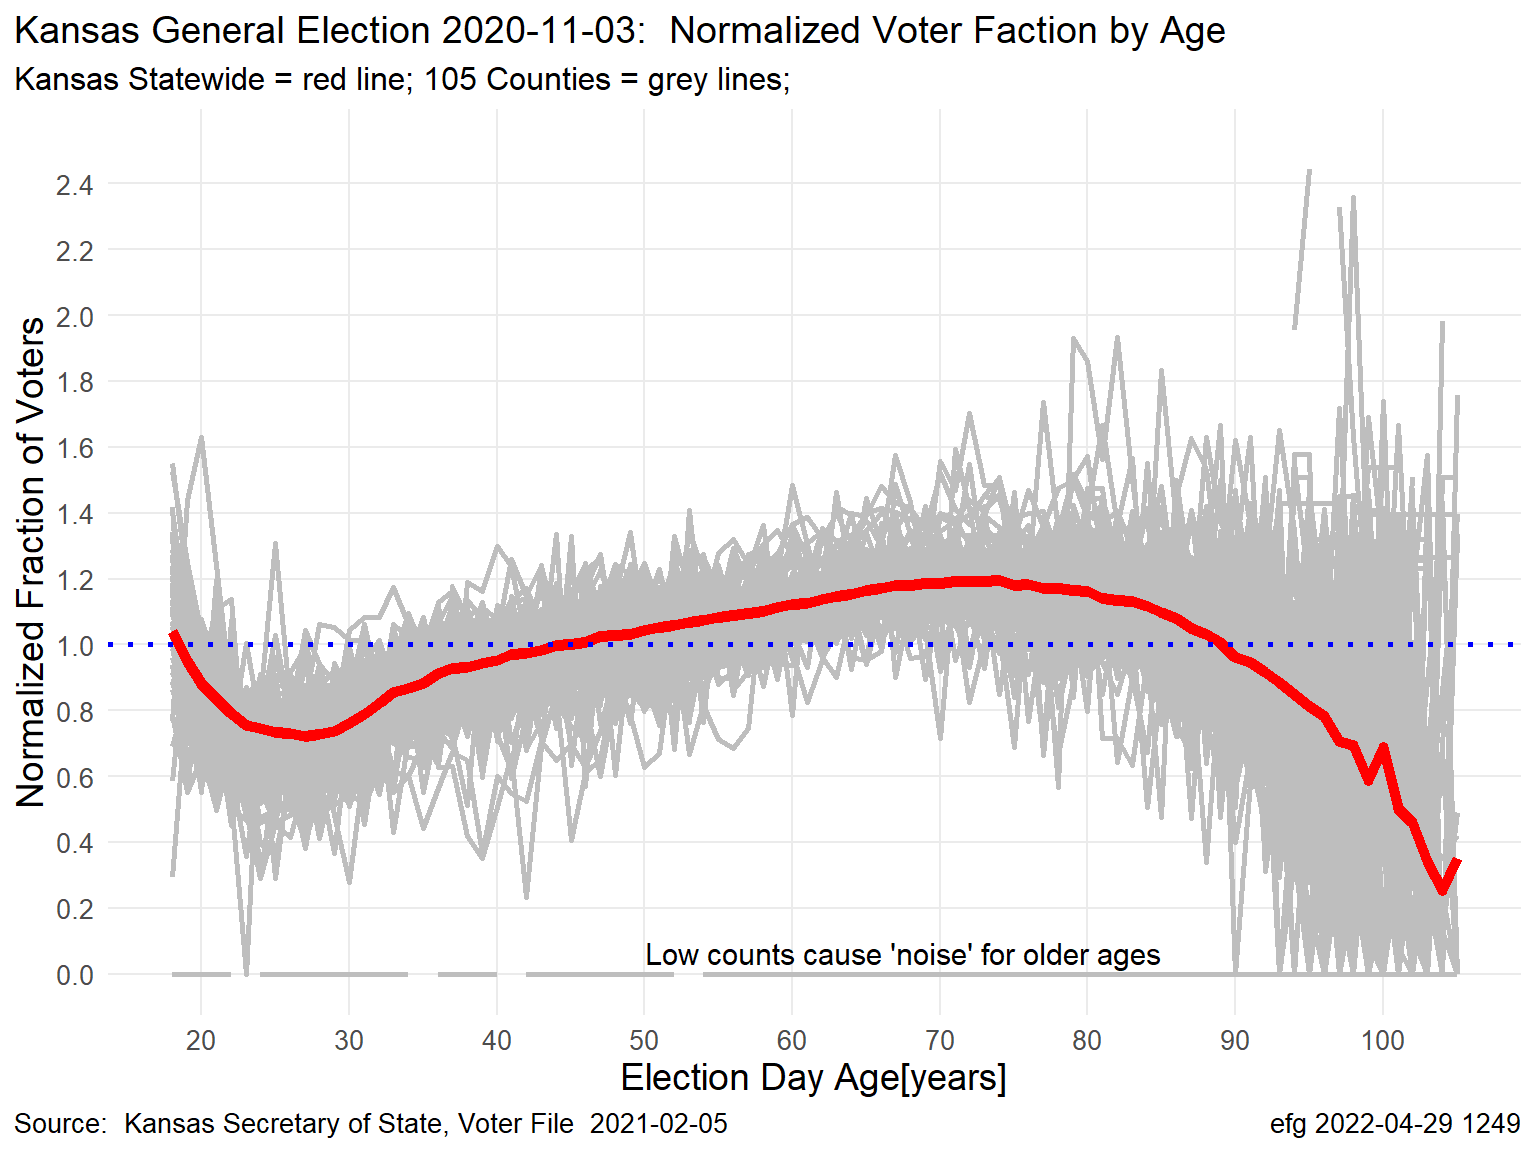 Kansas General Election 2020-11-03:  Normalized Voter Faction by Age
Kansas Statewide = red line; 105 Counties = grey lines;
Normalized Fraction of Voters
2.4
2.2
2.0
1.8
1.6
1.4
1.2
1.0
0.8
0.6
0.4
0.2
0.0
Low counts cause 'noise' for older ages
20 30 40 50 60 70 80 90 100
Election Day Age[years]
Source:  Kansas Secretary of State, Voter File  2021-02-05
efg 2022-04-29 1249